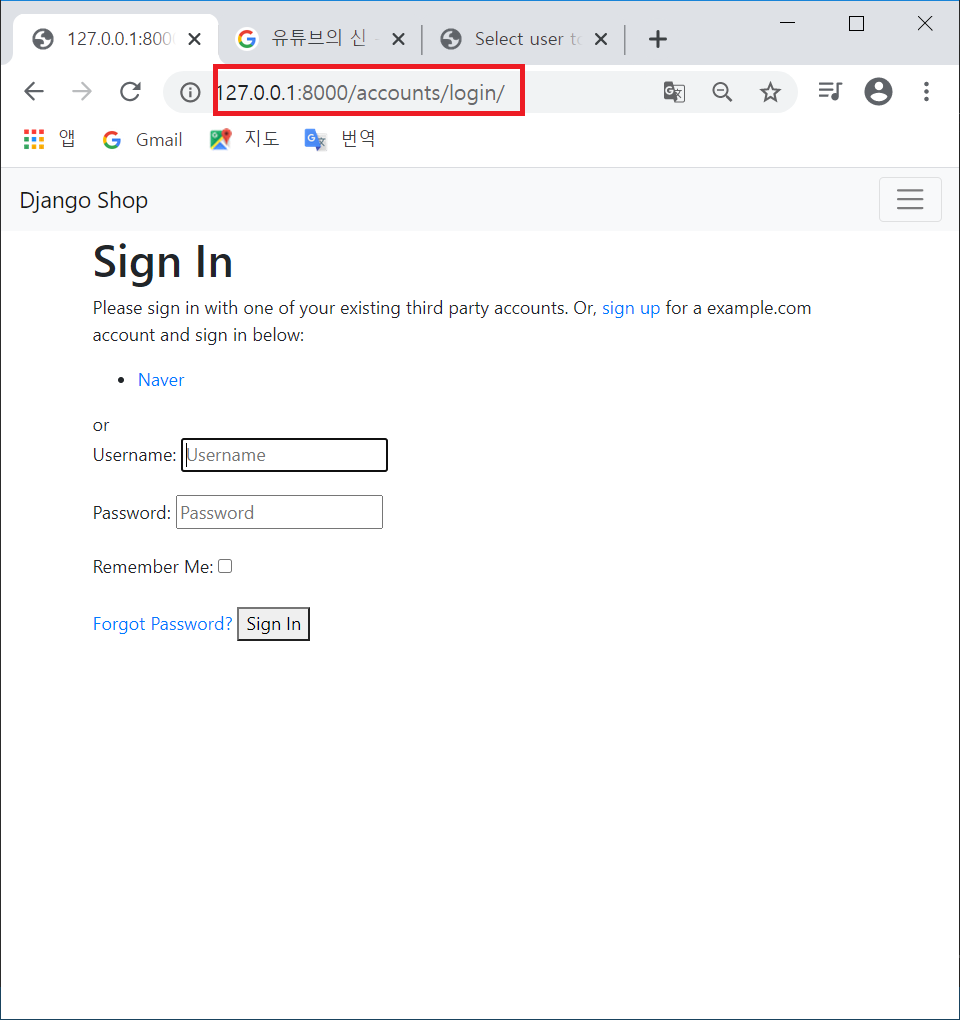 127.0.0.1:800
유튜브의 신 -
Select user to
127.0.0.1:8000/accounts/login/
앱 Gmail 지도 번역
Django Shop
Sign In
Please sign in with one of your existing third party accounts. Or, sign up for a example.com
account and sign in below:
Naver
or
Username: Username
Password: Password
Remember Me:
Forgot Password? Sign In